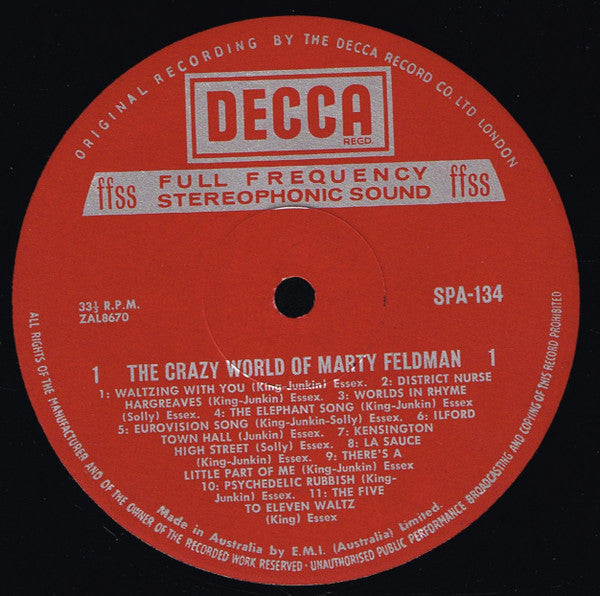 ORIGINAL RECORDING BY THE DECCA RECORD CO. LTD LONDON
DECCA
REGD.
ffss FULL FREQUENCY STEREOPHONIC SOUND ffss
33⅓ R.P.M.
ZAL8670
SPA-134
1 THE CRAZY WORLD OF MARTY FELDMAN 1
1: WALTZING WITH YOU (King-Junkin) Essex. 2: DISTRICT NURSE
HARGREAVES (King-Junkin) Essex. 3: WORLDS IN RHYME
(Solly) Essex. 4: THE ELEPHANT SONG (King-Junkin) Essex.
5: EUROVISION SONG (King-Junkin-Solly) Essex. 6: ILFORD
TOWN HALL (Junkin) Essex. 7: KENSINGTON
HIGH STREET (Solly) Essex. 8: LA SAUCE
(King-Junkin) Essex. 9: THERE'S A
LITTLE PART OF ME (King-Junkin) Essex.
10: PSYCHEDELIC RUBBISH (King-
Junkin) Essex. 11: THE FIVE
TO ELEVEN WALTZ
(King) Essex
Made in Australia by E.M.I. (Australia) Limited.
ALL RIGHTS OF THE MANUFACTURER AND OF THE OWNER OF THE RECORDED WORK RESERVED - UNAUTHORISED PUBLIC PERFORMANCE BROADCASTING AND COPYING OF THIS RECORD PROHIBITED